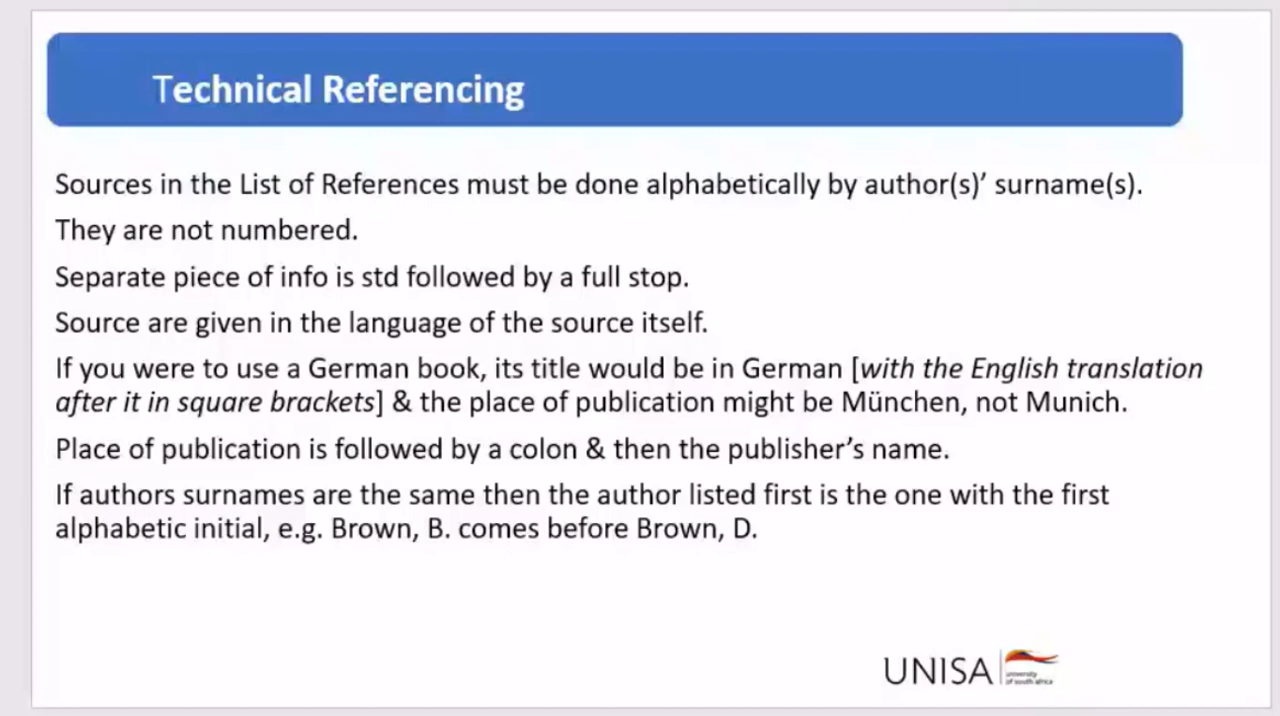 Technical Referencing
Sources in the List of References must be done alphabetically by author(s)’ surname(s).
They are not numbered.
Separate piece of info is std followed by a full stop.
Source are given in the language of the source itself.
If you were to use a German book, its title would be in German [with the English translation
after it in square brackets] & the place of publication might be München, not Munich.
Place of publication is followed by a colon & then the publisher’s name.
If authors surnames are the same then the author listed first is the one with the first
alphabetic initial, e.g. Brown, B. comes before Brown, D.
UNISA
university
of south africa